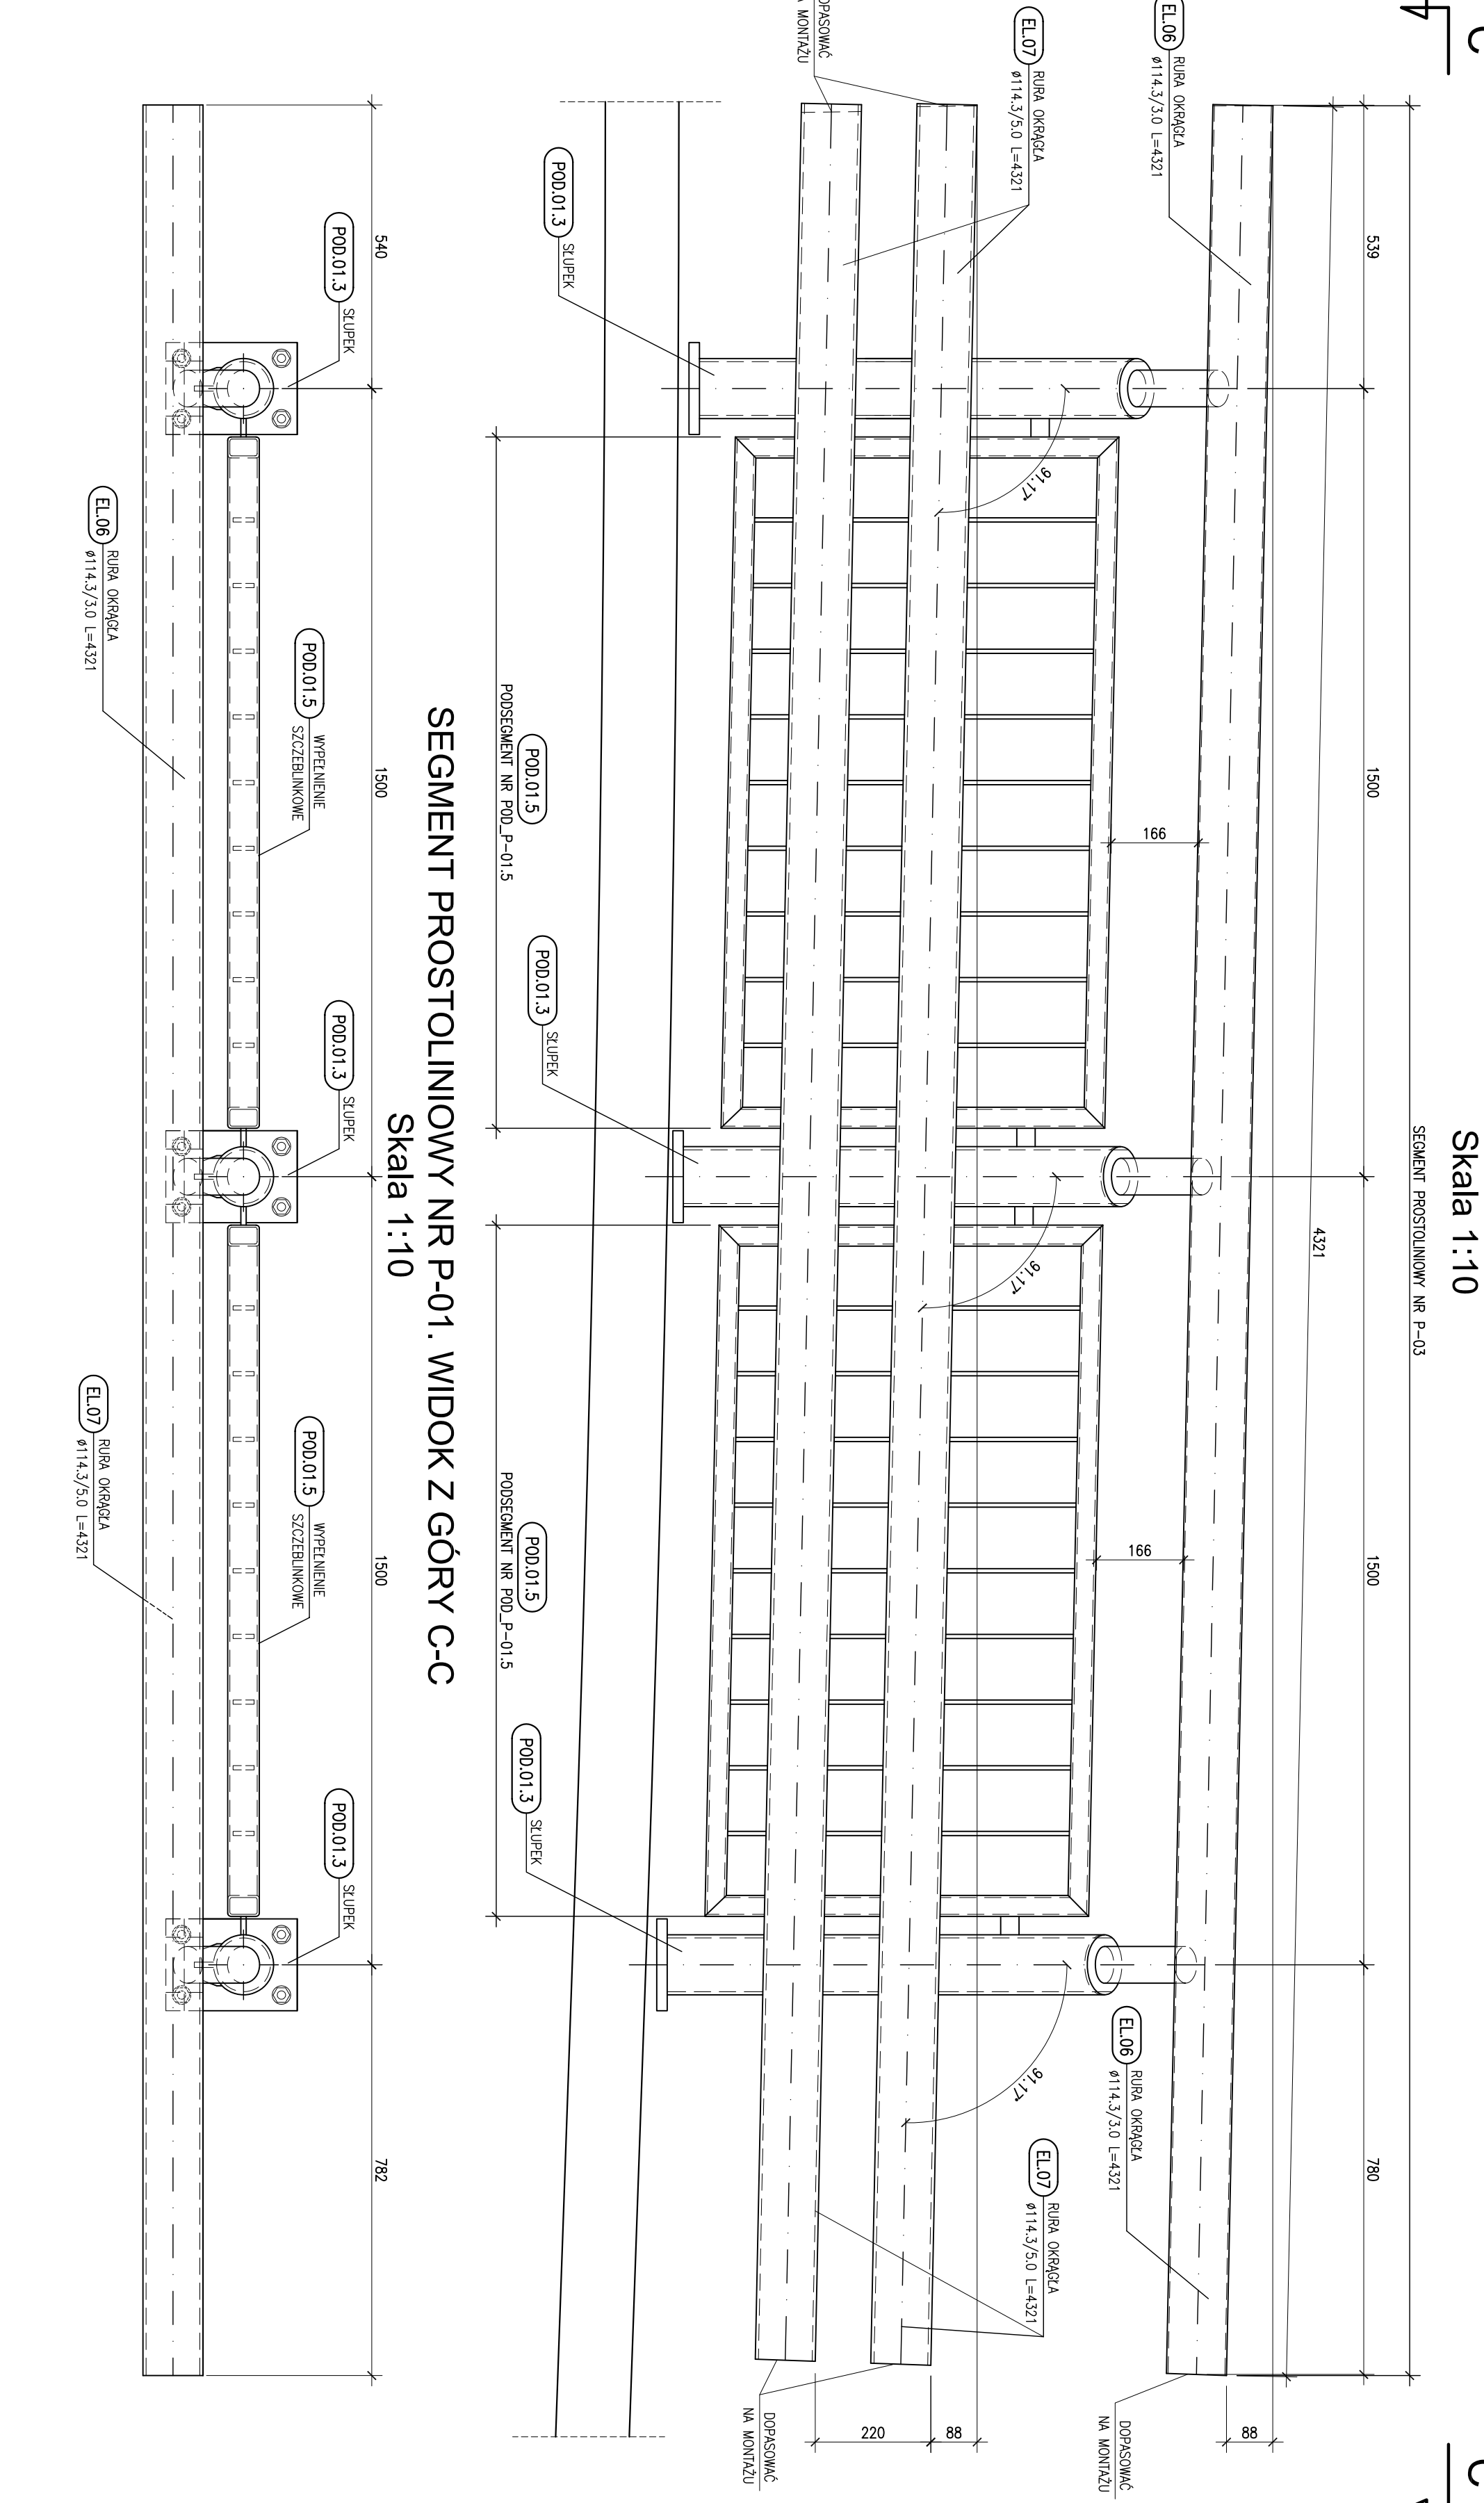 C
Skala 1:10
SEGMENT PROSTOLINIOWY NR P-03
4321
539
1500
1500
780
EL.06
RURA OKRĄGŁA
ø114.3/3.0 L=4321
EL.07
RURA OKRĄGŁA
ø114.3/5.0 L=4321
DOPASOWAĆ
MONTAŻU
POD.01.3
SŁUPEK
91.17°
166
POD.01.3
SŁUPEK
91.17°
166
POD.01.3
SŁUPEK
91.17°
EL.06
RURA OKRĄGŁA
ø114.3/3.0 L=4321
EL.07
RURA OKRĄGŁA
ø114.3/5.0 L=4321
DOPASOWAĆ
NA MONTAŻU
DOPASOWAĆ
NA MONTAŻU
88
220
88
POD.01.5
PODSEGMENT NR POD_P-01.5
POD.01.5
PODSEGMENT NR POD_P-01.5
SEGMENT PROSTOLINIOWY NR P-01. WIDOK Z GÓRY C-C
Skala 1:10
540
1500
1500
782
POD.01.3
SŁUPEK
POD.01.5
WYPEŁNIENIE
SZCZEBLINKOWE
POD.01.3
SŁUPEK
POD.01.5
WYPEŁNIENIE
SZCZEBLINKOWE
POD.01.3
SŁUPEK
EL.06
RURA OKRĄGŁA
ø114.3/3.0 L=4321
EL.07
RURA OKRĄGŁA
ø114.3/5.0 L=4321